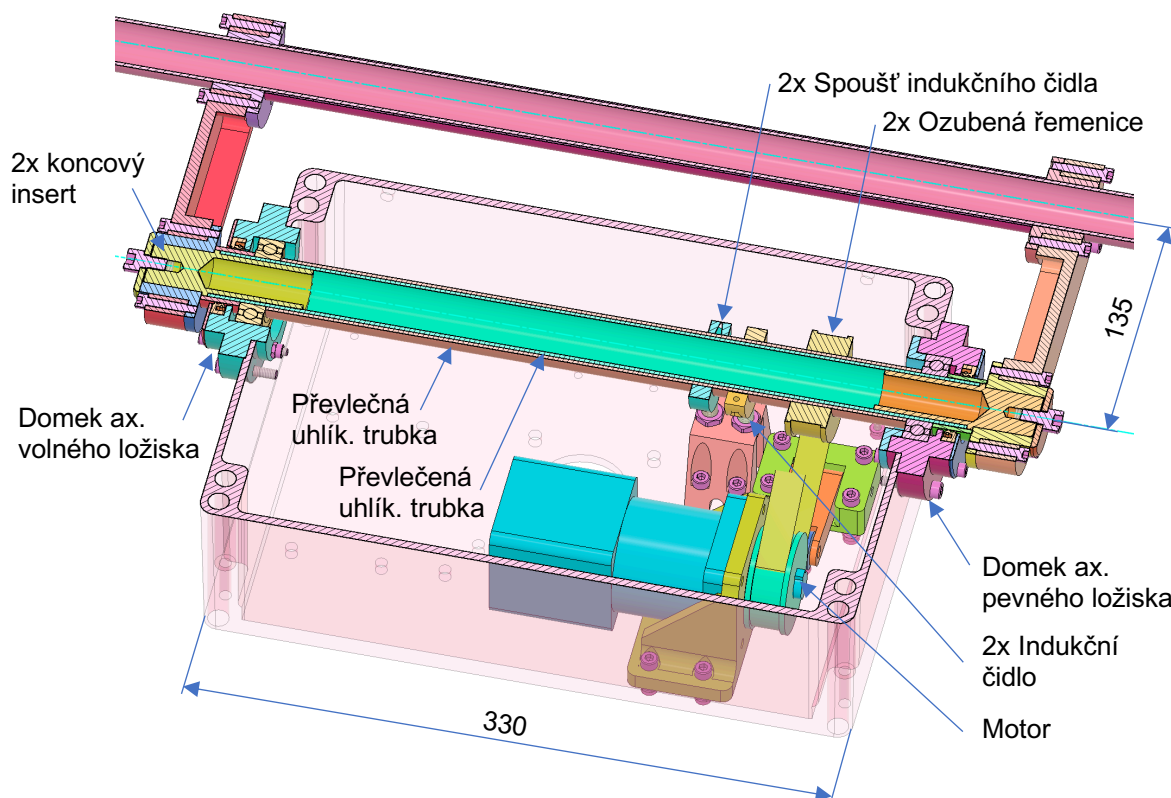 2x Spoušť indukčního čidla
2x Ozubená řemenice
2x koncový
insert
135
Domek ax.
volného ložiska
Převlečná
uhlík. trubka
Převlečená
uhlík. trubka
Domek ax.
pevného ložiska
2x Indukční
čidlo
Motor
330